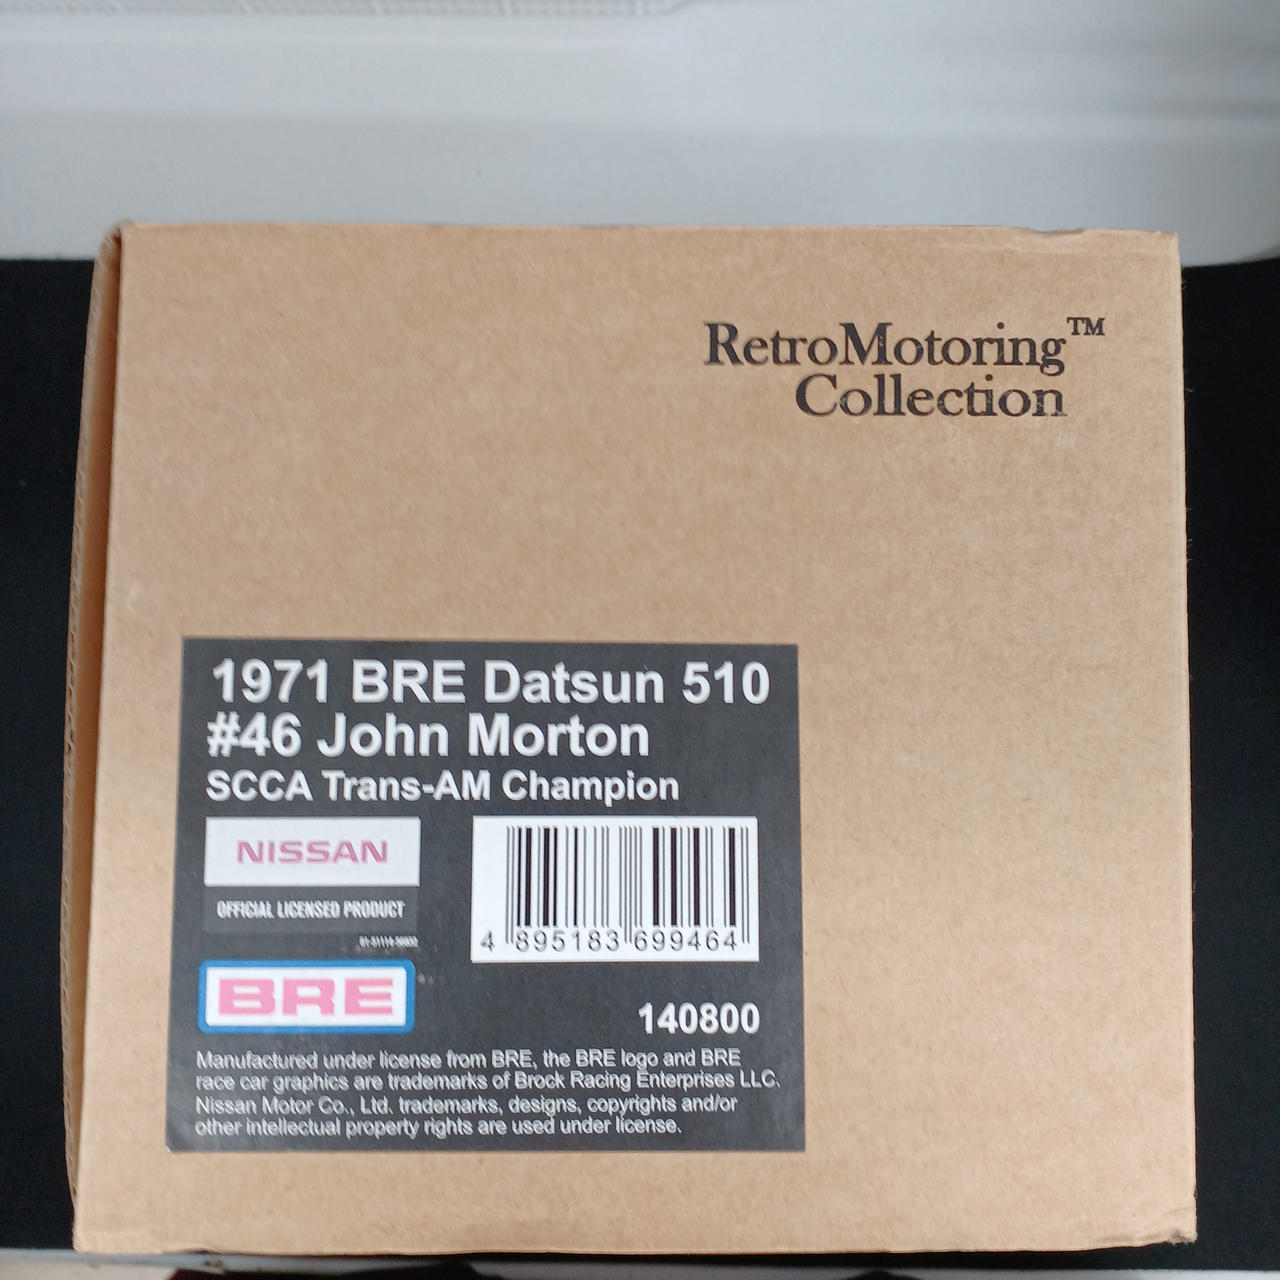 RetroMotoring™
Collection
1971 BRE Datsun 510
#46 John Morton
SCCA Trans-AM Champion
NISSAN
OFFICIAL LICENSED PRODUCT
BRE
4 895183 699464
140800
Manufactured under license from BRE, the BRE logo and BRE
race car graphics are trademarks of Brock Racing Enterprises LLC.
Nissan Motor Co., Ltd. trademarks, designs, copyrights and/or
other intellectual property rights are used under license.